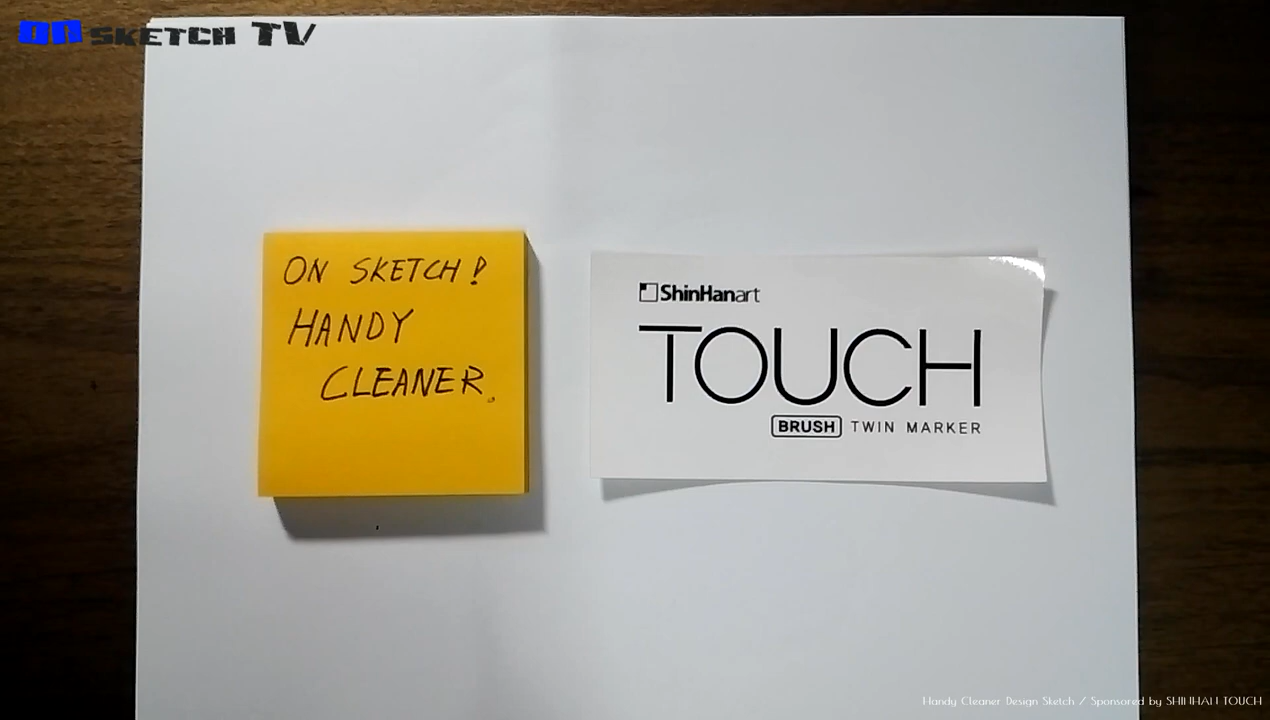 ON SKETCH TV
ON SKETCH!
HANDY
CLEANER.
ShinHanart
TOUCH
BRUSH TWIN MARKER
Handy Cleaner Design Sketch / Sponsored by SHINHAN TOUCH